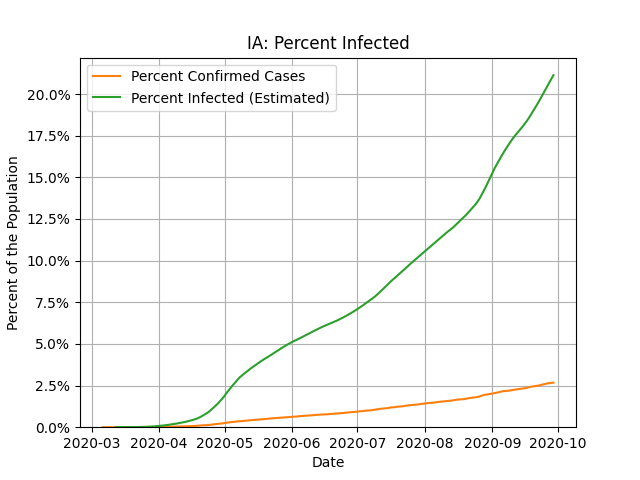 IA: Percent Infected
Percent Confirmed Cases
Percent Infected (Estimated)
Percent of the Population
20.0%
17.5%
15.0%
12.5%
10.0%
7.5%
5.0%
2.5%
0.0%
2020-03 2020-04 2020-05 2020-06 2020-07 2020-08 2020-09 2020-10
Date